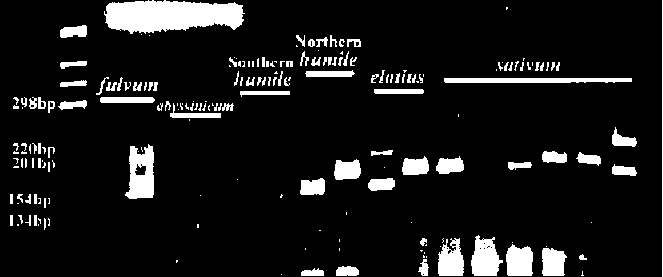 Northern
humile
Southern
humile
sativum
elatius
fulvum
abyssinicum
298bp
220bp
201bp
154bp
134bp